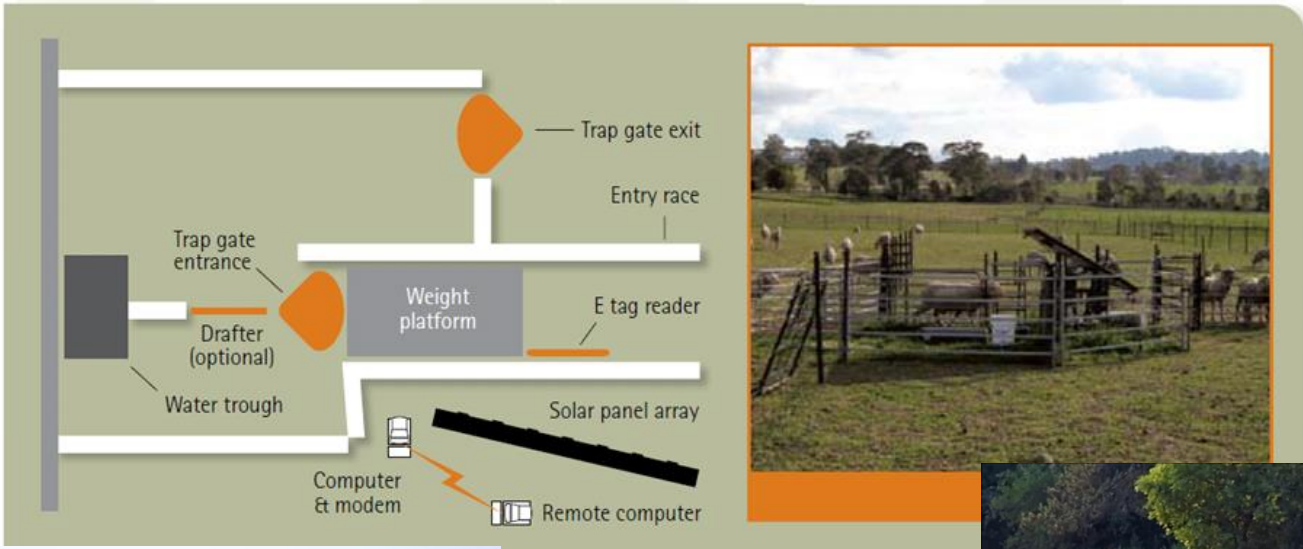 Trap gate exit
Entry race
Trap gate
entrance
Weight
platform
E tag reader
Drafter
(optional)
Water trough
Solar panel array
Computer
& modem
Remote computer